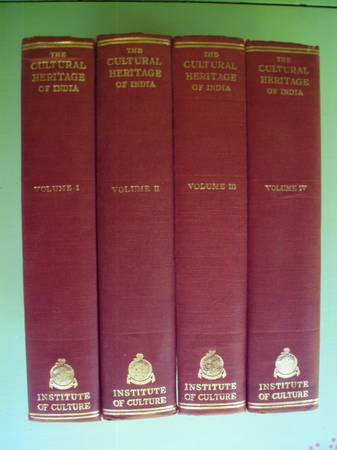 THE
CULTURAL
HERITAGE
OF INDIA
VOLUME I
INSTITUTE
OF CULTURE
THE
CULTURAL
HERITAGE
OF INDIA
VOLUME II
INSTITUTE
OF CULTURE
THE
CULTURAL
HERITAGE
OF INDIA
VOLUME III
INSTITUTE
OF CULTURE
THE
CULTURAL
HERITAGE
OF INDIA
VOLUME IV
INSTITUTE
OF CULTURE